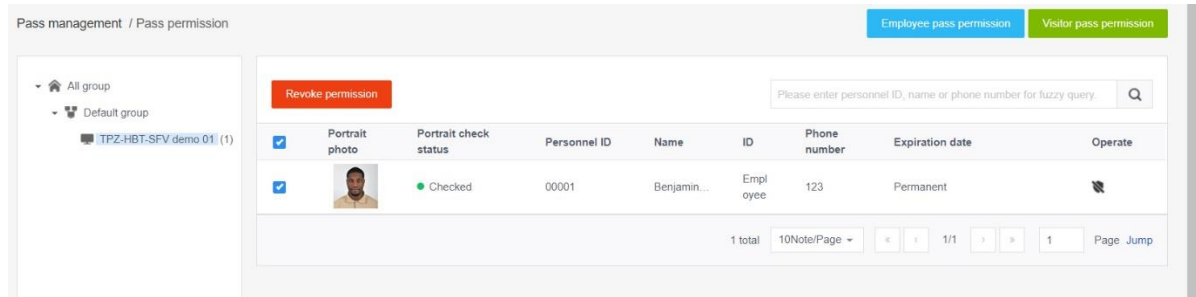 Pass management / Pass permission
Employee pass permission
Visitor pass permission
All group
Default group
TPZ-HBT-SFV demo 01 (1)
Revoke permission
Please enter personnel ID, name or phone number for fuzzy query.
Portrait photo
Portrait check status
Personnel ID
Name
ID
Phone number
Expiration date
Operate
Checked
00001
Benjamin...
Empl
oyee
123
Permanent
1 total
10Note/Page
«
‹
1/1
›
»
1
Page
Jump